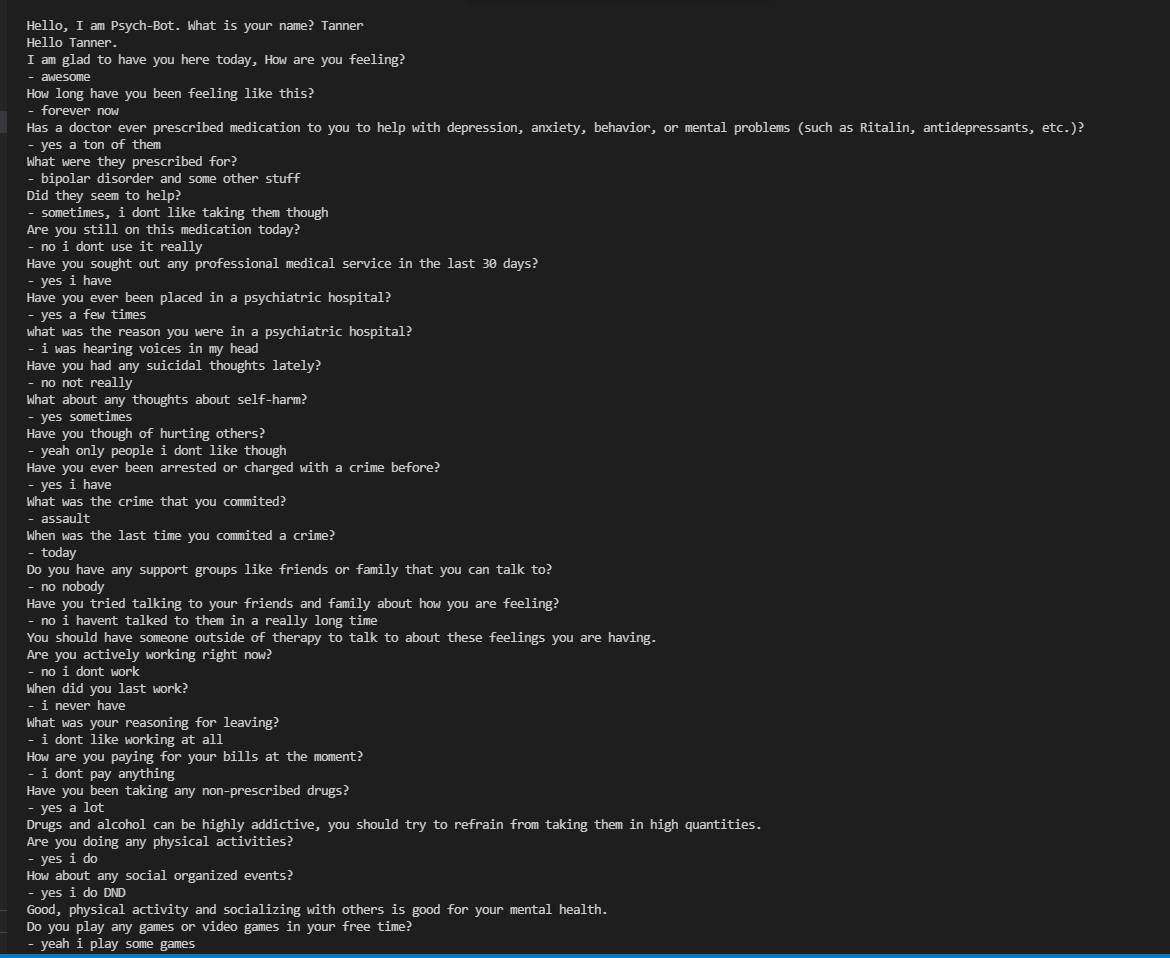 Hello, I am Psych-Bot. What is your name? Tanner
Hello Tanner.
I am glad to have you here today, How are you feeling?
- awesome
How long have you been feeling like this?
- forever now
Has a doctor ever prescribed medication to you to help with depression, anxiety, behavior, or mental problems (such as Ritalin, antidepressants, etc.)?
- yes a ton of them
What were they prescribed for?
- bipolar disorder and some other stuff
Did they seem to help?
- sometimes, i dont like taking them though
Are you still on this medication today?
- no i dont use it really
Have you sought out any professional medical service in the last 30 days?
- yes i have
Have you ever been placed in a psychiatric hospital?
- yes a few times
what was the reason you were in a psychiatric hospital?
- i was hearing voices in my head
Have you had any suicidal thoughts lately?
- no not really
What about any thoughts about self-harm?
- yes sometimes
Have you though of hurting others?
- yeah only people i dont like though
Have you ever been arrested or charged with a crime before?
- yes i have
What was the crime that you commited?
- assault
When was the last time you commited a crime?
- today
Do you have any support groups like friends or family that you can talk to?
- no nobody
Have you tried talking to your friends and family about how you are feeling?
- no i havent talked to them in a really long time
You should have someone outside of therapy to talk to about these feelings you are having.
Are you actively working right now?
- no i dont work
When did you last work?
- i never have
What was your reasoning for leaving?
- i dont like working at all
How are you paying for your bills at the moment?
- i dont pay anything
Have you been taking any non-prescribed drugs?
- yes a lot
Drugs and alcohol can be highly addictive, you should try to refrain from taking them in high quantities.
Are you doing any physical activities?
- yes i do
How about any social organized events?
- yes i do DND
Good, physical activity and socializing with others is good for your mental health.
Do you play any games or video games in your free time?
- yeah i play some games